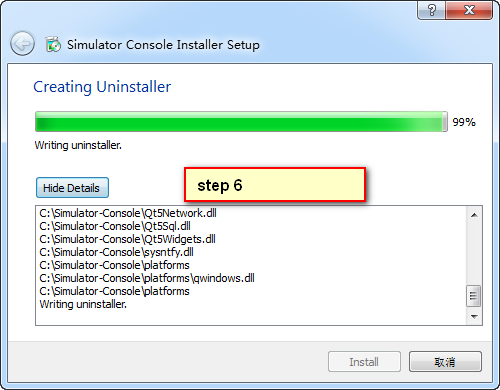 Simulator Console Installer Setup
Creating Uninstaller
99%
Writing uninstaller.
Hide Details
step 6
C:\Simulator-Console\Qt5Network.dll
C:\Simulator-Console\Qt5Sql.dll
C:\Simulator-Console\Qt5Widgets.dll
C:\Simulator-Console\sysntfy.dll
C:\Simulator-Console\platforms
C:\Simulator-Console\platforms\qwindows.dll
C:\Simulator-Console\platforms
Writing uninstaller.
Install
取消